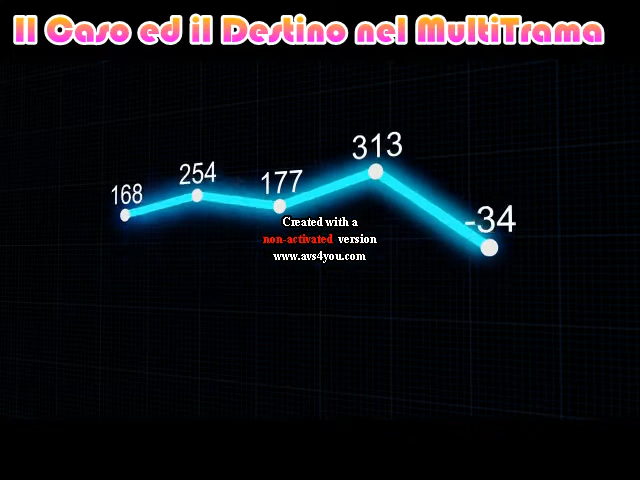 Il Caso ed il Destino nel MultiTrama
313
254
177
168
-34
Created with a
non-activated version
www.avs4you.com